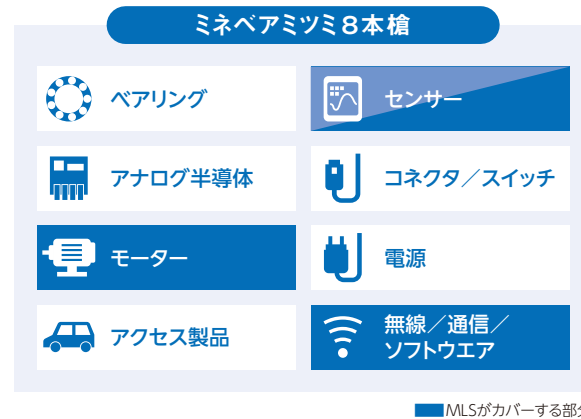 ミネベアミツミ8本槍
ベアリング
センサー
アナログ半導体
コネクタ／スイッチ
モーター
電源
アクセス製品
無線／通信／
ソフトウエア
MLSがカバーする部